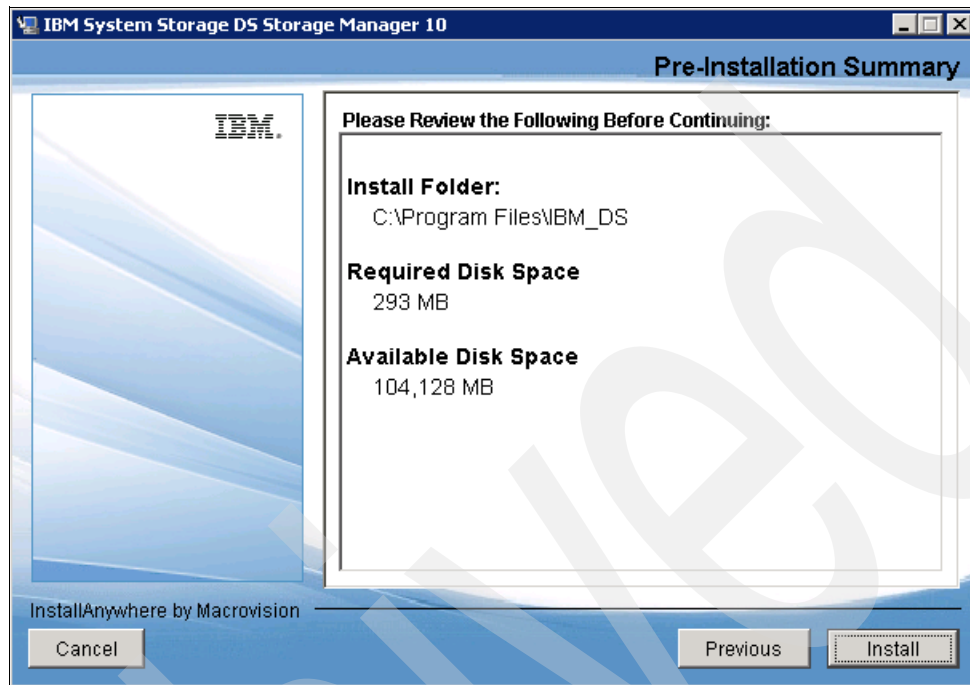 IBM System Storage DS Storage Manager 10
Pre-Installation Summary
IBM.
Please Review the Following Before Continuing:
Install Folder:
C:\Program Files\IBM_DS
Required Disk Space
293 MB
Available Disk Space
104,128 MB
InstallAnywhere by Macrovision
Cancel
Previous
Install